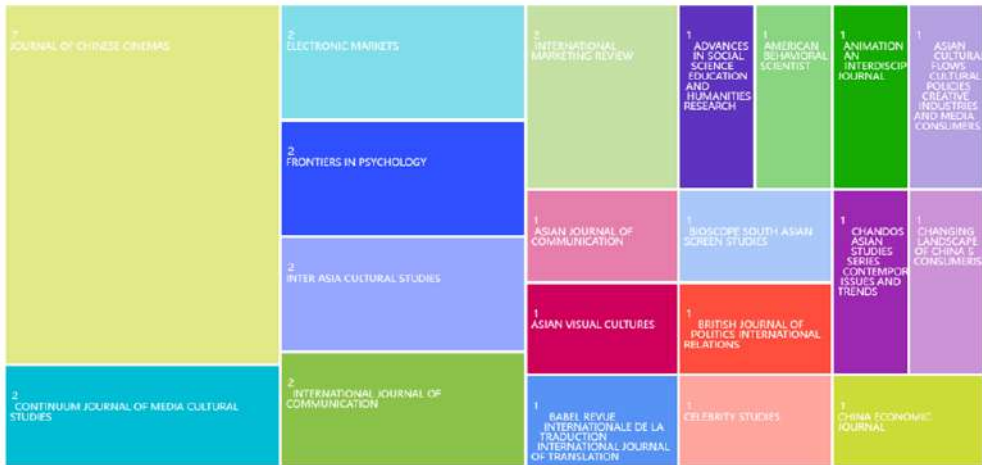 7
JOURNAL OF CHINESE CINEMAS
2
CONTINUUM JOURNAL OF MEDIA CULTURAL
STUDIES
2
ELECTRONIC MARKETS
2
FRONTIERS IN PSYCHOLOGY
2
INTER ASIA CULTURAL STUDIES
2
INTERNATIONAL JOURNAL OF
COMMUNICATION
2
INTERNATIONAL
MARKETING REVIEW
1
ASIAN JOURNAL OF
COMMUNICATION
1
ASIAN VISUAL CULTURES
1
BABEL REVUE
INTERNATIONALE DE LA
TRADUCTION
INTERNATIONAL JOURNAL
OF TRANSLATION
1
ADVANCES
IN SOCIAL
SCIENCE
EDUCATION
AND
HUMANITIES
RESEARCH
1
AMERICAN
BEHAVIORAL
SCIENTIST
1
BIOSCOPE SOUTH ASIAN
SCREEN STUDIES
1
BRITISH JOURNAL OF
POLITICS INTERNATIONAL
RELATIONS
1
CELEBRITY STUDIES
1
ANIMATION
AN
INTERDISCIP
JOURNAL
1
ASIAN
CULTURAL
FLOWS
CULTURAL
POLICIES
CREATIVE
INDUSTRIES
AND MEDIA
CONSUMERS
1
CHANDOS
ASIAN
STUDIES
SERIES
CONTEMPOR
ISSUES AND
TRENDS
1
CHANGING
LANDSCAPE
OF CHINA S
CONSUMERIS
1
CHINA ECONOMIC
JOURNAL